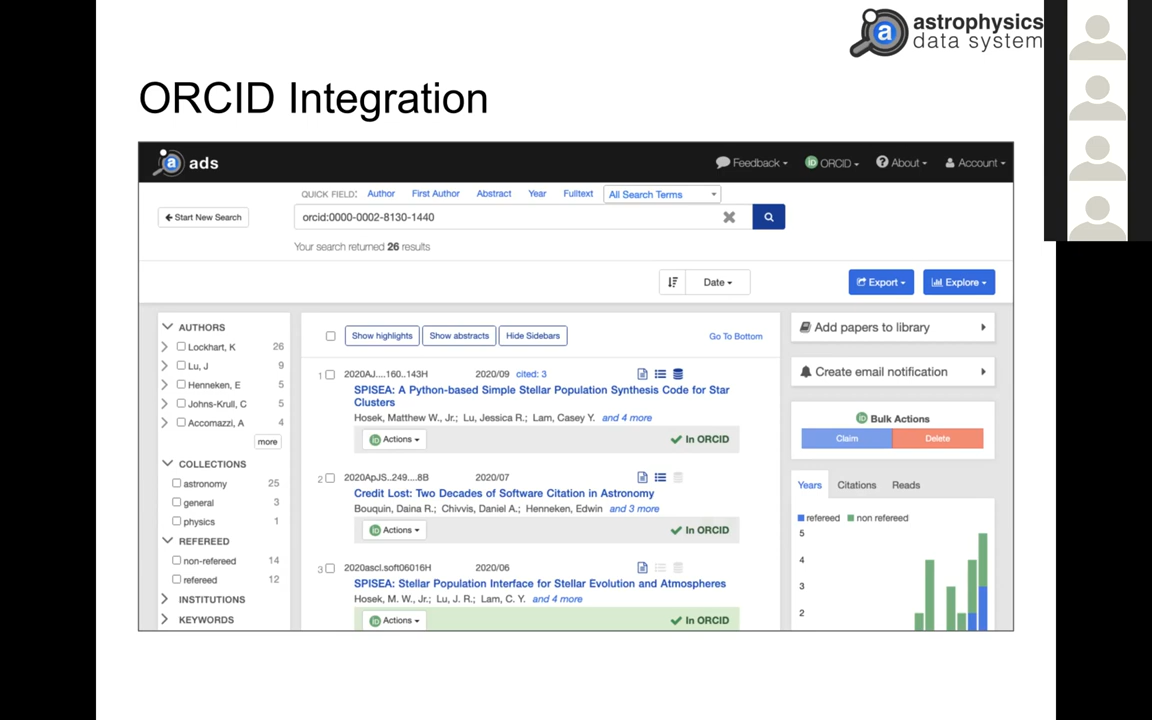 astrophysics
data system
ORCID Integration
a ads
Feedback ORCID About Account
QUICK FIELD: Author First Author Abstract Year Fulltext All Search Terms
Start New Search
orcid:0000-0002-8130-1440
Your search returned 26 results
Date
Export Explore
AUTHORS
Lockhart, K 26
Lu, J 9
Henneken, E 5
Johns-Krull, C 5
Accomazzi, A 4
more
COLLECTIONS
astronomy 25
general 3
physics 1
REFEREED
non-refereed 14
refereed 12
INSTITUTIONS
KEYWORDS
Show highlights Show abstracts Hide Sidebars Go To Bottom
1 2020AJ....160..143H 2020/09 cited: 3
SPISEA: A Python-based Simple Stellar Population Synthesis Code for Star
Clusters
Hosek, Matthew W., Jr.; Lu, Jessica R.; Lam, Casey Y. and 4 more
iD Actions In ORCID
2 2020ApJS..249....8B 2020/07
Credit Lost: Two Decades of Software Citation in Astronomy
Bouquin, Daina R.; Chivvis, Daniel A.; Henneken, Edwin and 3 more
iD Actions In ORCID
3 2020ascl.soft06016H 2020/06
SPISEA: Stellar Population Interface for Stellar Evolution and Atmospheres
Hosek, M. W., Jr.; Lu, J. R.; Lam, C. Y. and 4 more
iD Actions In ORCID
Add papers to library
Create email notification
iD Bulk Actions
Claim Delete
Years Citations Reads
refereed non refereed
5
4
3
2